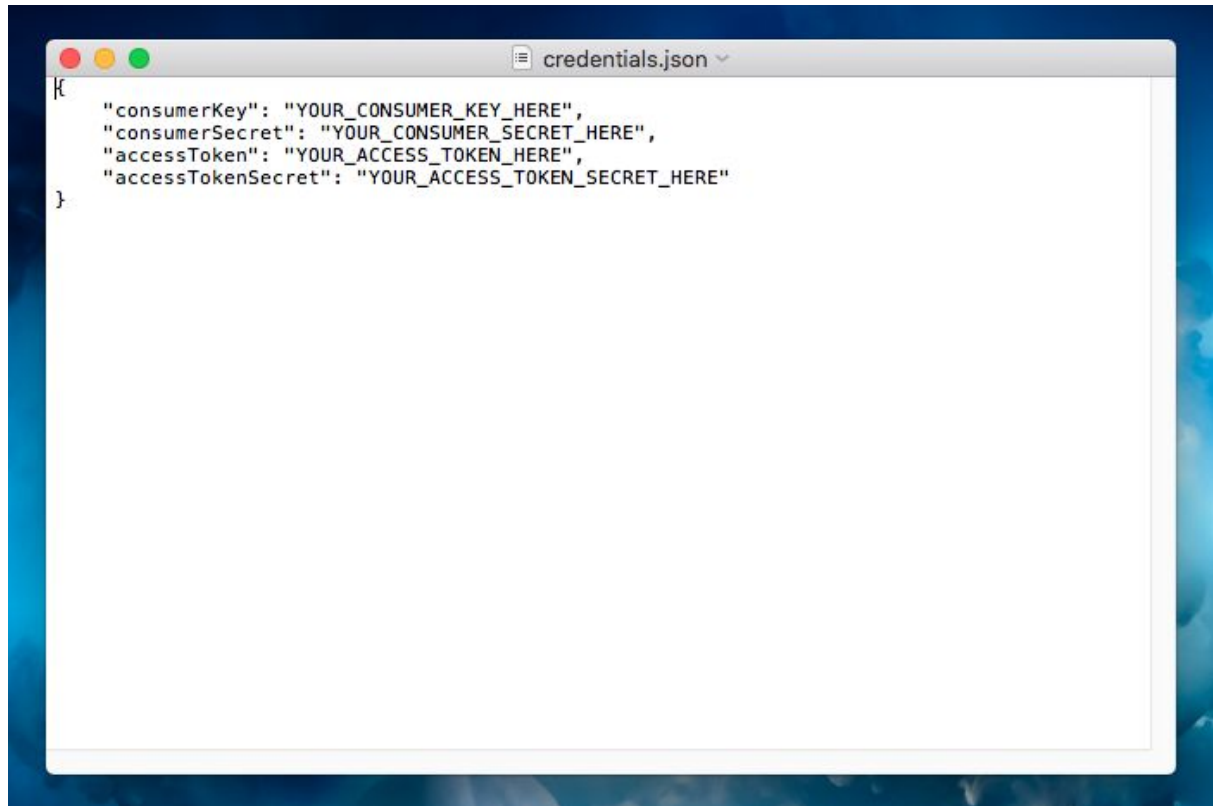 credentials.json
{
    "consumerKey": "YOUR_CONSUMER_KEY_HERE",
    "consumerSecret": "YOUR_CONSUMER_SECRET_HERE",
    "accessToken": "YOUR_ACCESS_TOKEN_HERE",
    "accessTokenSecret": "YOUR_ACCESS_TOKEN_SECRET_HERE"
}